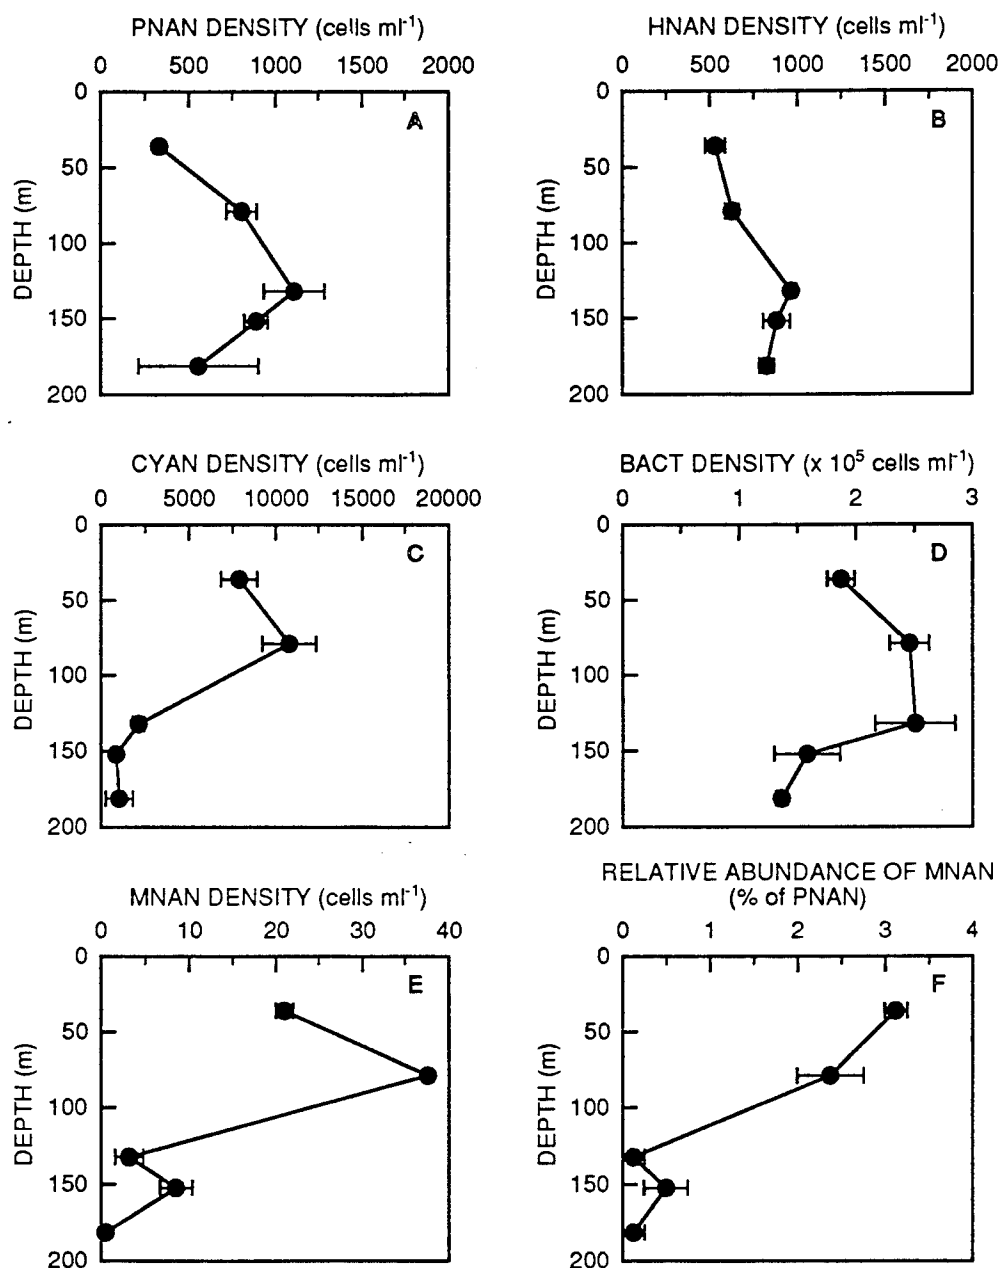 PNAN DENSITY (cells ml⁻¹)
0 500 1000 1500 2000
A
0
50
100
150
200
DEPTH (m)
HNAN DENSITY (cells ml⁻¹)
0 500 1000 1500 2000
B
0
50
100
150
200
DEPTH (m)
CYAN DENSITY (cells ml⁻¹)
0 5000 10000 15000 20000
C
0
50
100
150
200
DEPTH (m)
BACT DENSITY (x 10⁵ cells ml⁻¹)
0 1 2 3
D
0
50
100
150
200
DEPTH (m)
MNAN DENSITY (cells ml⁻¹)
0 10 20 30 40
E
0
50
100
150
200
DEPTH (m)
RELATIVE ABUNDANCE OF MNAN
(% of PNAN)
0 1 2 3 4
F
0
50
100
150
200
DEPTH (m)